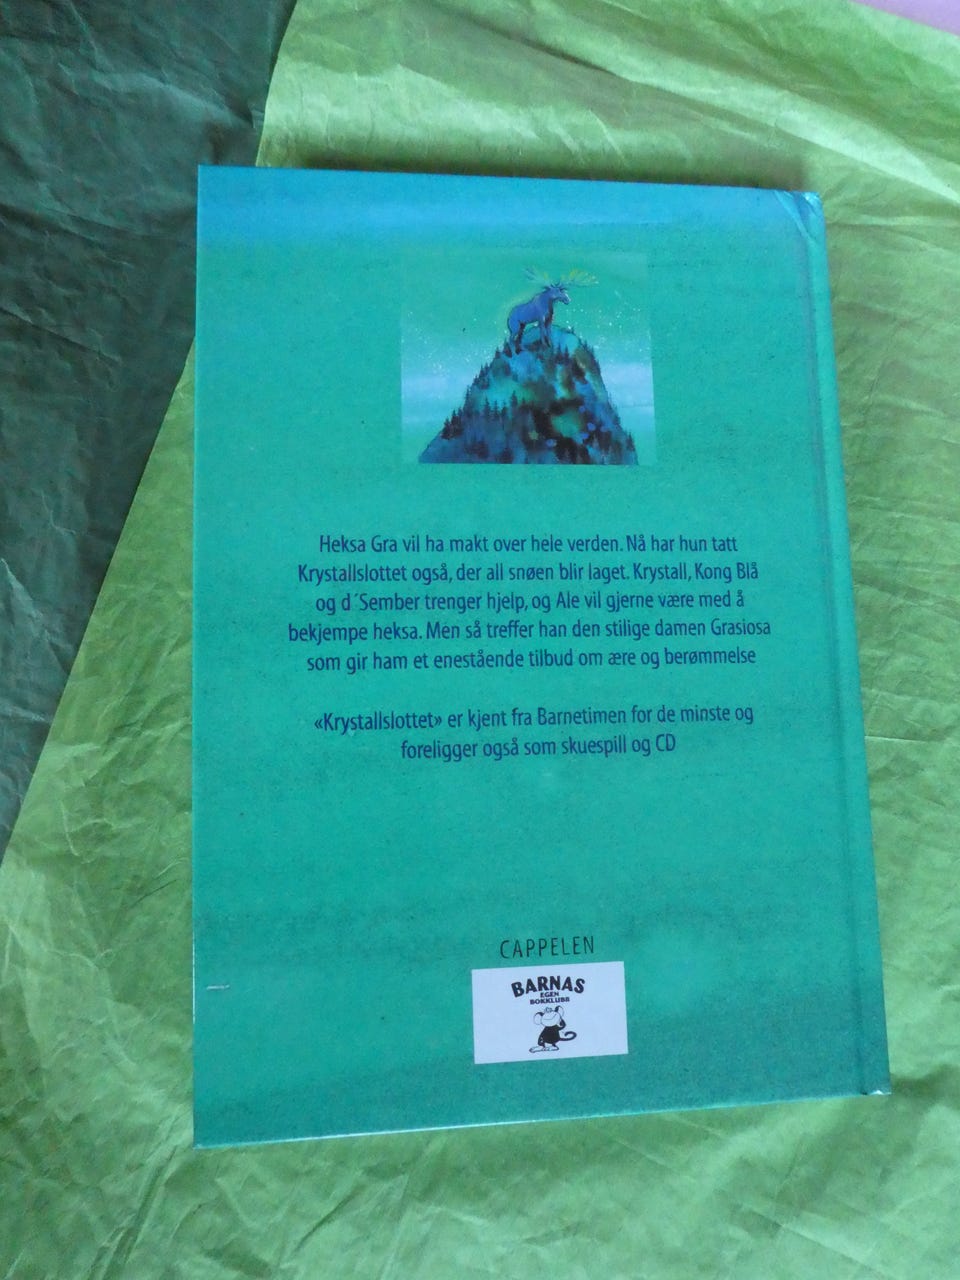 Heksa Gra vil ha makt over hele verden. Nå har hun tatt
Krystallslottet også, der all snøen blir laget. Krystall, Kong Blå
og d´Sember trenger hjelp, og Ale vil gjerne være med å
bekjempe heksa. Men så treffer han den stilige damen Grasiosa
som gir ham et enestående tilbud om ære og berømmelse
«Krystallslottet» er kjent fra Barnetimen for de minste og
foreligger også som skuespill og CD
CAPPELEN
BARNAS
EGEN
BOKKLUBB